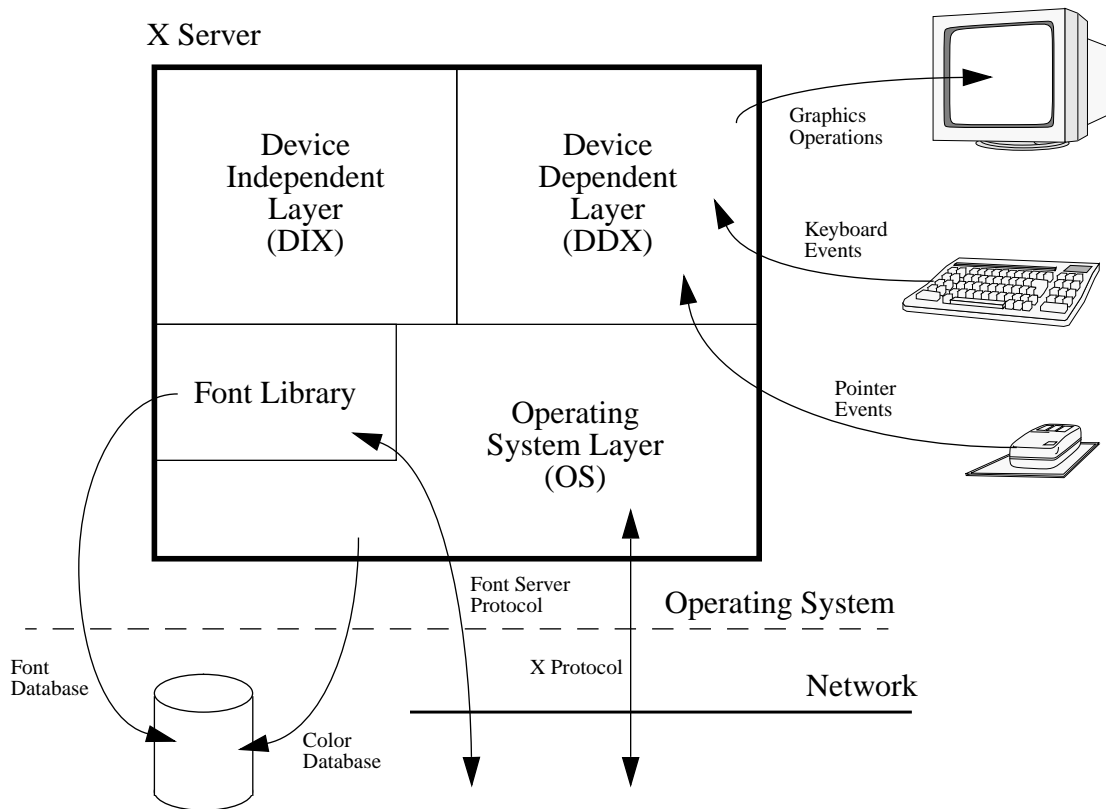 X Server
Device
Independent
Layer
(DIX)
Device
Dependent
Layer
(DDX)
Graphics
Operations
Keyboard
Events
Font Library
Operating
System Layer
(OS)
Pointer
Events
Font Server
Protocol
Operating System
Font
Database
X Protocol
Network
Color
Database